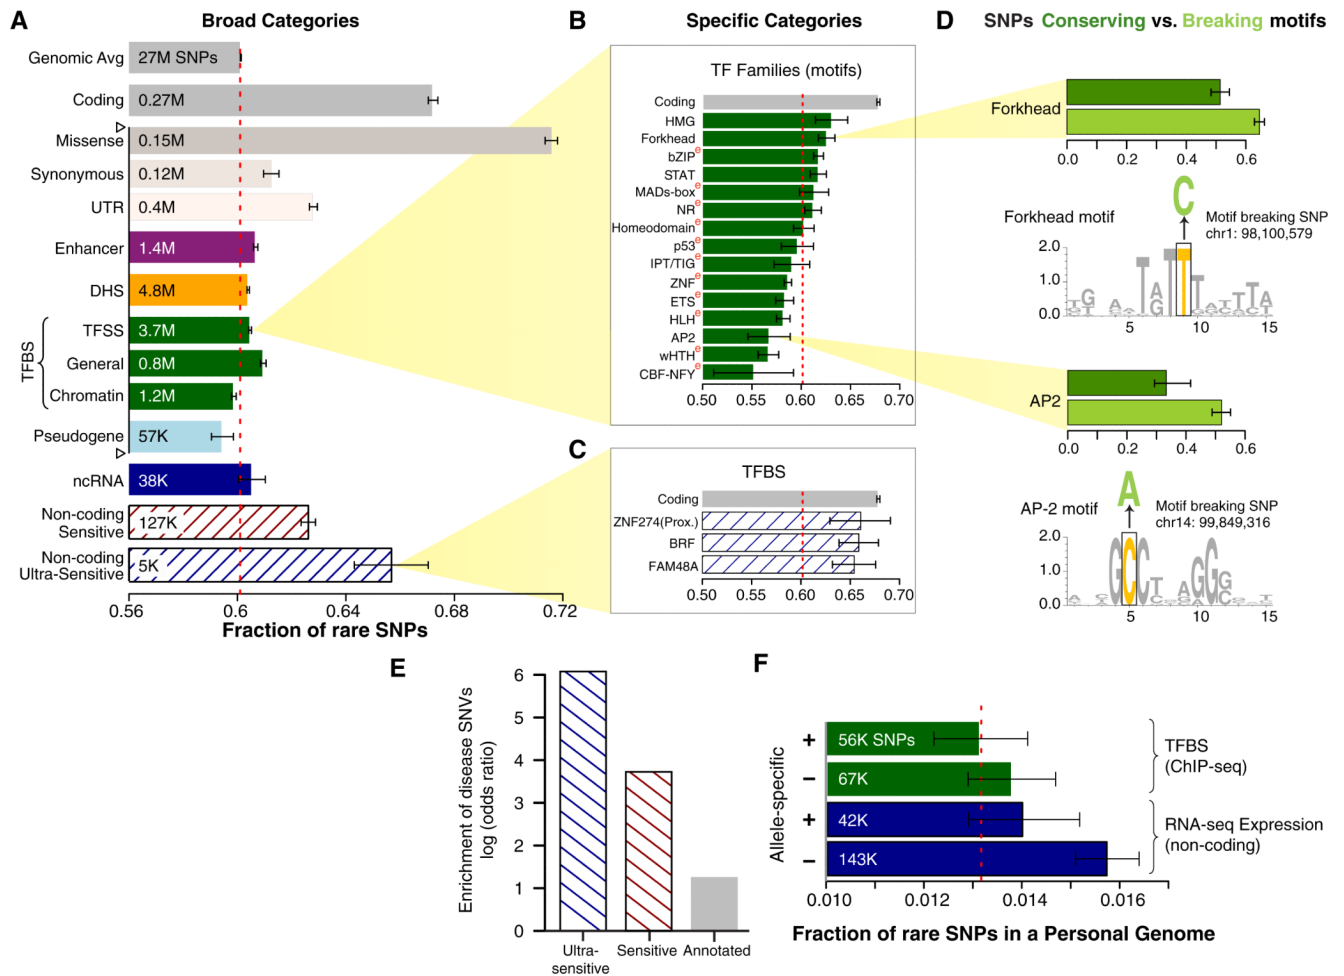 A
Broad Categories
Genomic Avg
27M SNPs
Coding
0.27M
Missense
0.15M
Synonymous
0.12M
UTR
0.4M
Enhancer
1.4M
DHS
4.8M
TFBS
TFSS
3.7M
General
0.8M
Chromatin
1.2M
Pseudogene
57K
ncRNA
38K
Non-coding
Sensitive
127K
Non-coding
Ultra-Sensitive
5K
0.56 0.6 0.64 0.68 0.72
Fraction of rare SNPs
B
Specific Categories
TF Families (motifs)
Coding
HMG
Forkhead
bZIP e
STAT
MADs-box e
NR e
Homeodomain e
p53 e
IPT/TIG e
ZNF e
ETS e
HLH e
AP2
wHTH e
CBF-NFY e
0.50 0.55 0.60 0.65 0.70
C
TFBS
Coding
ZNF274(Prox.)
BRF
FAM48A
0.50 0.55 0.60 0.65 0.70
D
SNPs Conserving vs. Breaking motifs
Forkhead
0.0 0.2 0.4 0.6
C
Forkhead motif
Motif breaking SNP
chr1: 98,100,579
2.0
1.0
0.0
5 10 15
AP2
0.0 0.2 0.4 0.6
A
AP-2 motif
Motif breaking SNP
chr14: 99,849,316
2.0
1.0
0.0
5 10 15
E
Enrichment of disease SNVs
log (odds ratio)
6
5
4
3
2
1
0
Ultra-
sensitive
Sensitive
Annotated
F
Allele-specific
+
56K SNPs
−
67K
+
42K
−
143K
TFBS
(ChIP-seq)
RNA-seq Expression
(non-coding)
0.010 0.012 0.014 0.016
Fraction of rare SNPs in a Personal Genome